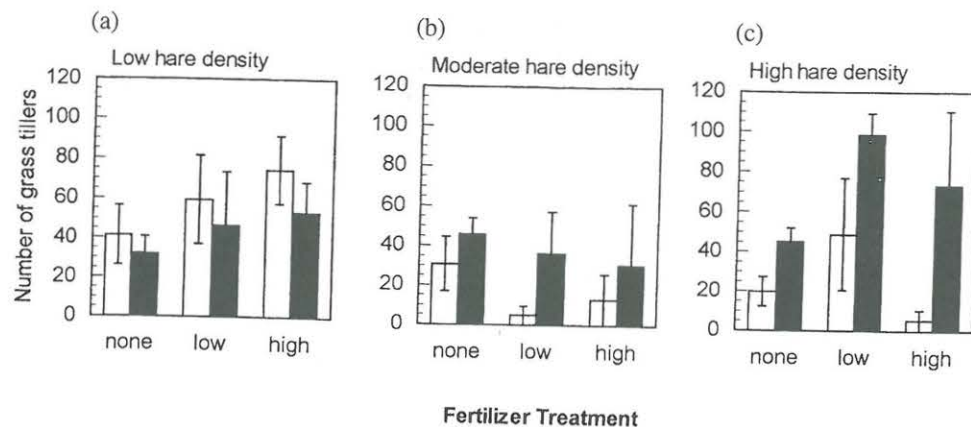 (a)
Low hare density
120
100
80
60
40
20
0
Number of grass tillers
none low high
(b)
Moderate hare density
120
100
80
60
40
20
0
none low high
(c)
High hare density
120
100
80
60
40
20
0
none low high
Fertilizer Treatment